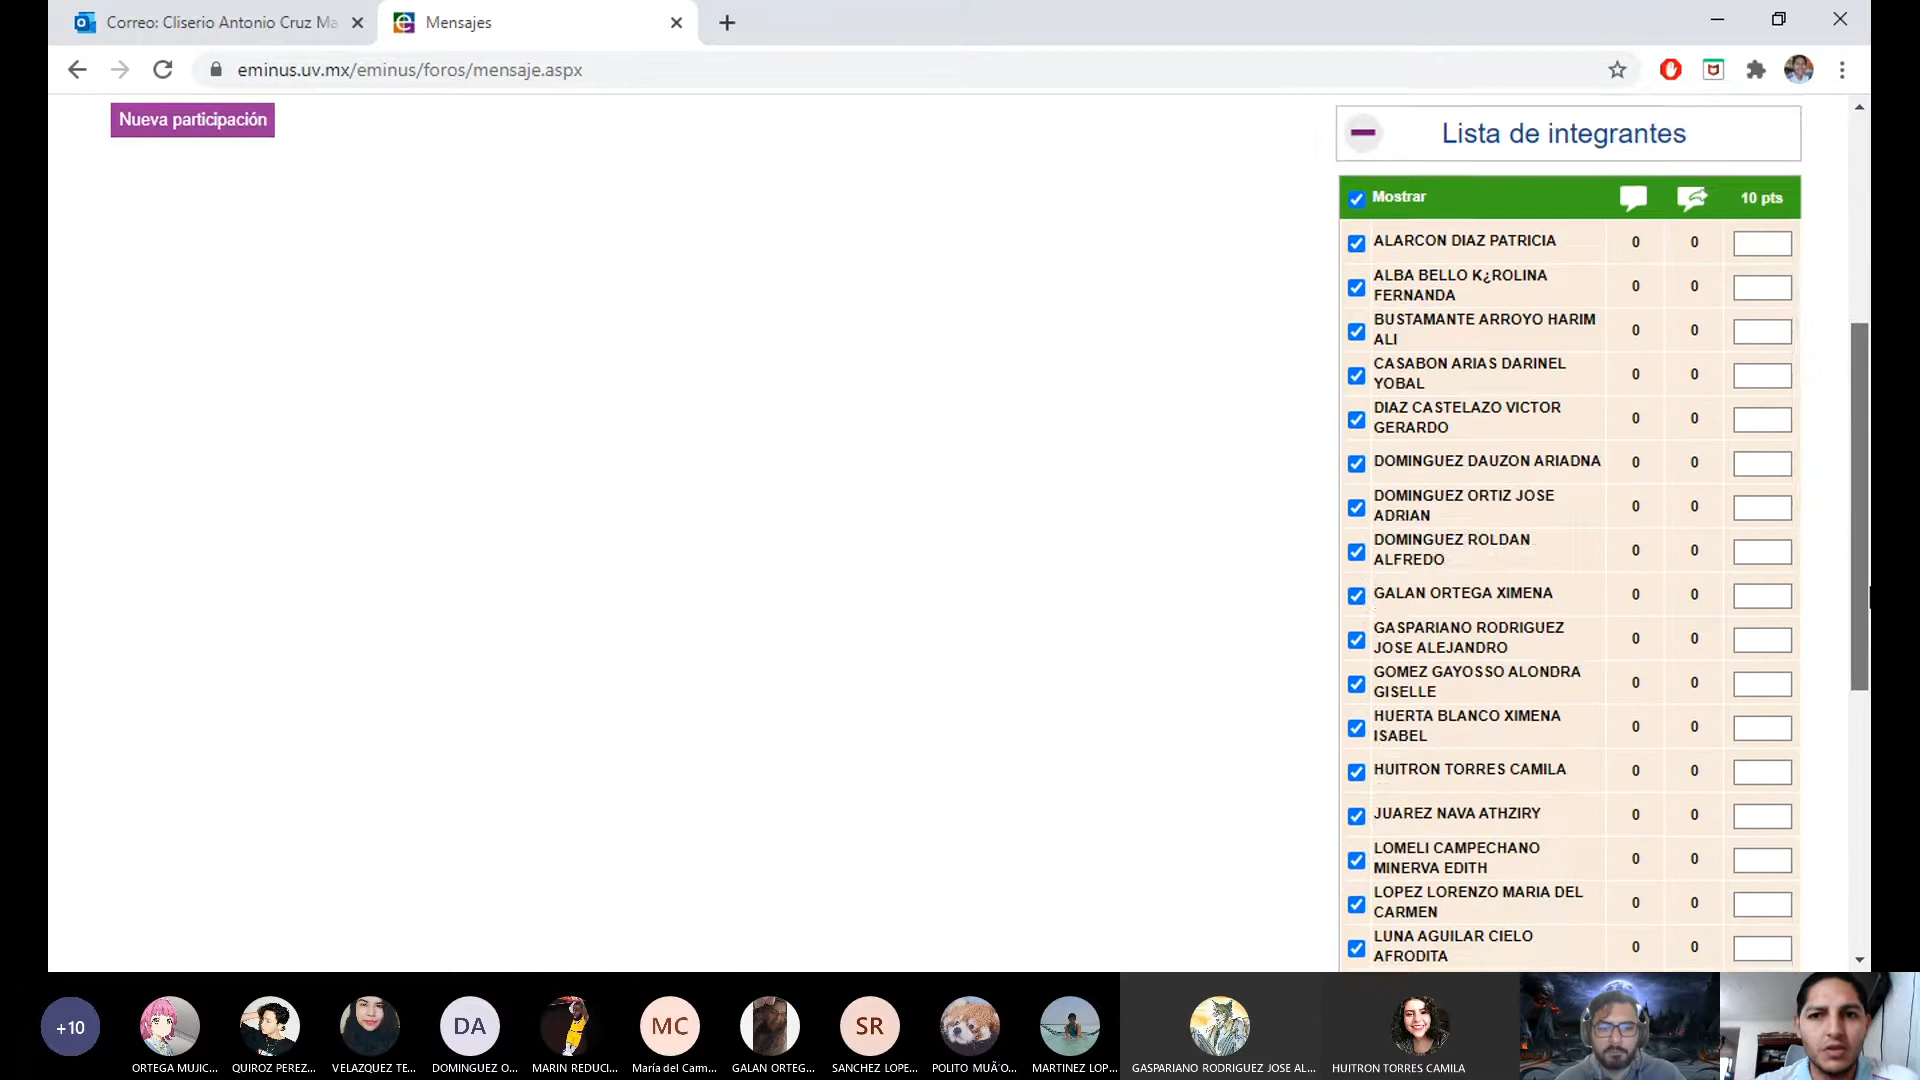 Correo: Cliserio Antonio Cruz Ma
Mensajes
eminus.uv.mx/eminus/foros/mensaje.aspx
Nueva participación
Lista de integrantes
Mostrar 10 pts
ALARCON DIAZ PATRICIA 0 0
ALBA BELLO K¿ROLINA
FERNANDA 0 0
BUSTAMANTE ARROYO HARIM
ALI 0 0
CASABON ARIAS DARINEL
YOBAL 0 0
DIAZ CASTELAZO VICTOR
GERARDO 0 0
DOMINGUEZ DAUZON ARIADNA 0 0
DOMINGUEZ ORTIZ JOSE
ADRIAN 0 0
DOMINGUEZ ROLDAN
ALFREDO 0 0
GALAN ORTEGA XIMENA 0 0
GASPARIANO RODRIGUEZ
JOSE ALEJANDRO 0 0
GOMEZ GAYOSSO ALONDRA
GISELLE 0 0
HUERTA BLANCO XIMENA
ISABEL 0 0
HUITRON TORRES CAMILA 0 0
JUAREZ NAVA ATHZIRY 0 0
LOMELI CAMPECHANO
MINERVA EDITH 0 0
LOPEZ LORENZO MARIA DEL
CARMEN 0 0
LUNA AGUILAR CIELO
AFRODITA 0 0
+10
DA
MC
SR
ORTEGA MUJIC...
QUIROZ PEREZ...
VELAZQUEZ TE...
DOMINGUEZ O...
MARIN REDUCI...
María del Carm...
GALAN ORTEG...
SANCHEZ LOPE...
POLITO MUÃ'O...
MARTINEZ LOP...
GASPARIANO RODRIGUEZ JOSE AL...
HUITRON TORRES CAMILA